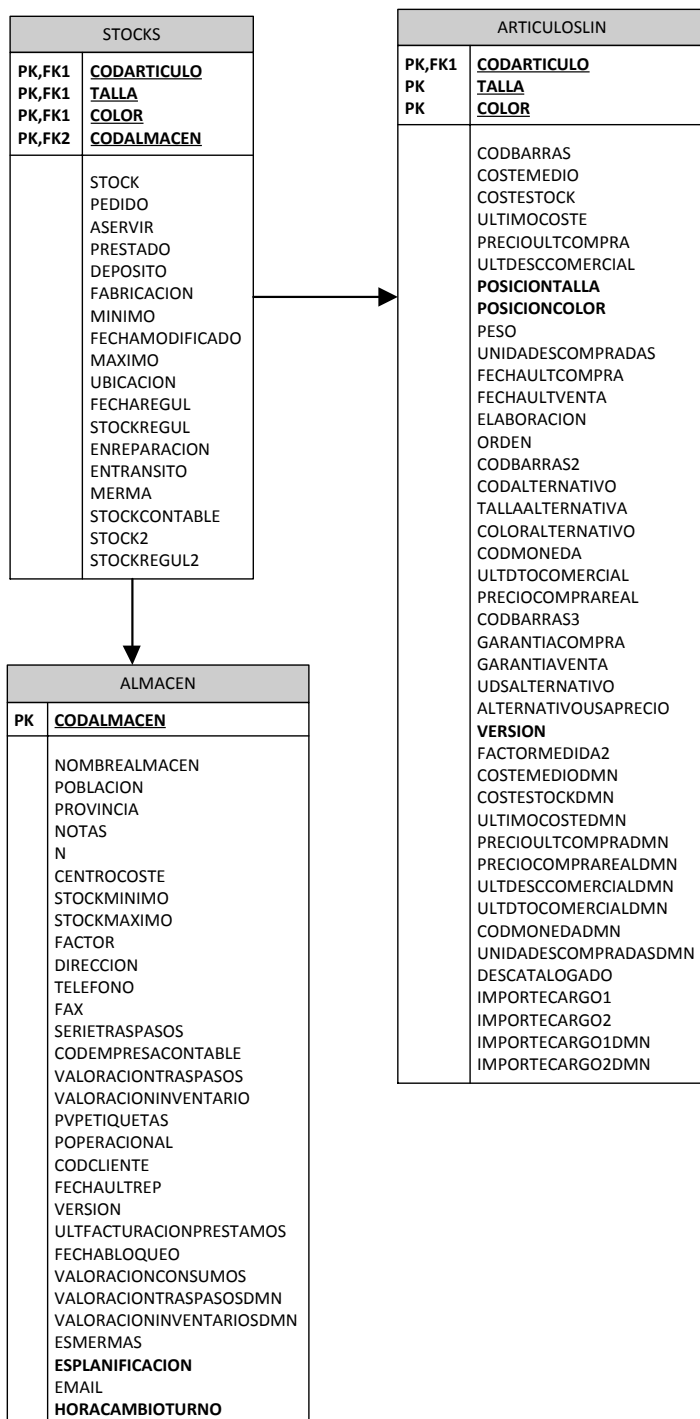 STOCKS
PK,FK1 CODARTICULO
PK,FK1 TALLA
PK,FK1 COLOR
PK,FK2 CODALMACEN
STOCK
PEDIDO
ASERVIR
PRESTADO
DEPOSITO
FABRICACION
MINIMO
FECHAMODIFICADO
MAXIMO
UBICACION
FECHAREGUL
STOCKREGUL
ENREPARACION
ENTRANSITO
MERMA
STOCKCONTABLE
STOCK2
STOCKREGUL2
ARTICULOSLIN
PK,FK1 CODARTICULO
PK TALLA
PK COLOR
CODBARRAS
COSTEMEDIO
COSTESTOCK
ULTIMOCOSTE
PRECIOULTCOMPRA
ULTDESCCOMERCIAL
POSICIONTALLA
POSICIONCOLOR
PESO
UNIDADESCOMPRADAS
FECHAULTCOMPRA
FECHAULTVENTA
ELABORACION
ORDEN
CODBARRAS2
CODALTERNATIVO
TALLAALTERNATIVA
COLORALTERNATIVO
CODMONEDA
ULTDTOCOMERCIAL
PRECIOCOMPRAREAL
CODBARRAS3
GARANTIACOMPRA
GARANTIAVENTA
UDSALTERNATIVO
ALTERNATIVOUSAPRECIO
VERSION
FACTORMEDIDA2
COSTEMEDIODMN
COSTESTOCKDMN
ULTIMOCOSTEDMN
PRECIOULTCOMPRADMN
PRECIOCOMPRAREALDMN
ULTDESCCOMERCIALDMN
ULTDTOCOMERCIALDMN
CODMONEDADMN
UNIDADESCOMPRADASDMN
DESCATALOGADO
IMPORTECARGO1
IMPORTECARGO2
IMPORTECARGO1DMN
IMPORTECARGO2DMN
ALMACEN
PK CODALMACEN
NOMBREALMACEN
POBLACION
PROVINCIA
NOTAS
N
CENTROCOSTE
STOCKMINIMO
STOCKMAXIMO
FACTOR
DIRECCION
TELEFONO
FAX
SERIETRASPASOS
CODEMPRESACONTABLE
VALORACIONTRASPASOS
VALORACIONINVENTARIO
PVPETIQUETAS
POPERACIONAL
CODCLIENTE
FECHAULTREP
VERSION
ULTFACTURACIONPRESTAMOS
FECHABLOQUEO
VALORACIONCONSUMOS
VALORACIONTRASPASOSDMN
VALORACIONINVENTARIOSDMN
ESMERMAS
ESPLANIFICACION
EMAIL
HORACAMBIOTURNO